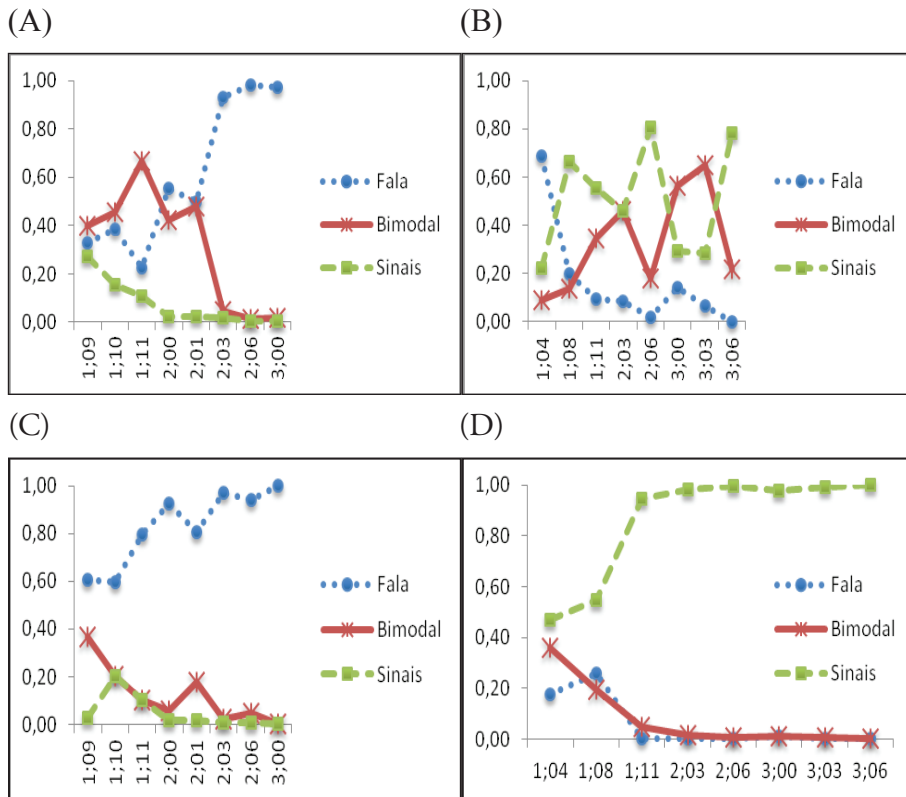 (A)
1,00
0,80
0,60
0,40
0,20
0,00
1;09
1;10
1;11
2;00
2;01
2;03
2;06
3;00
Fala
Bimodal
Sinais
(B)
1,00
0,80
0,60
0,40
0,20
0,00
1;04
1;08
1;11
2;03
2;06
3;00
3;03
3;06
Fala
Bimodal
Sinais
(C)
1,00
0,80
0,60
0,40
0,20
0,00
1;09
1;10
1;11
2;00
2;01
2;03
2;06
3;00
Fala
Bimodal
Sinais
(D)
1,00
0,80
0,60
0,40
0,20
0,00
1;04 1;08 1;11 2;03 2;06 3;00 3;03 3;06
Fala
Bimodal
Sinais